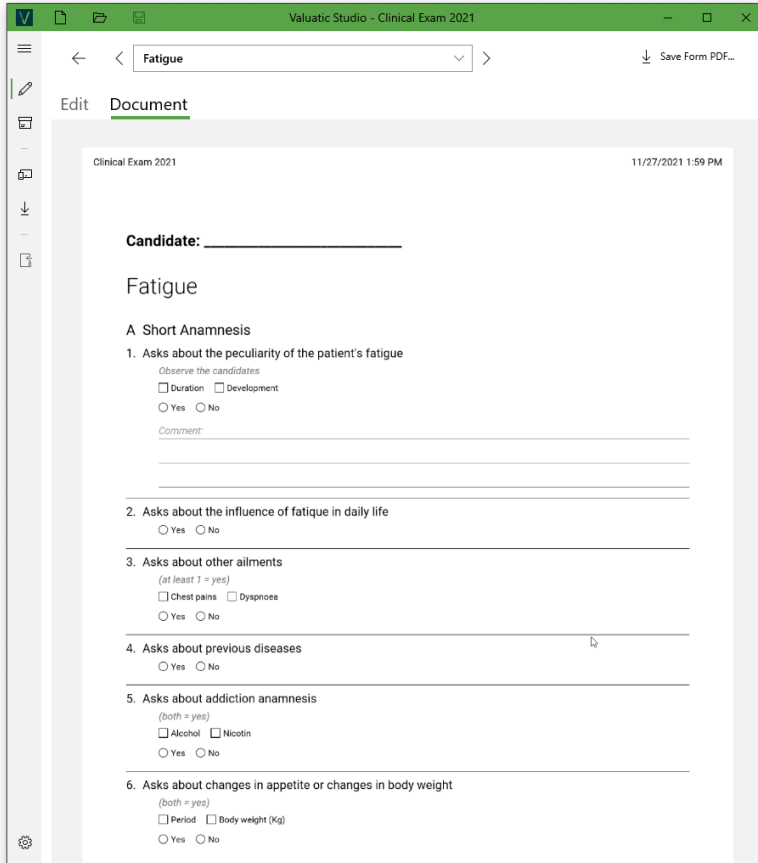 V
Valuatic Studio - Clinical Exam 2021
Fatigue
Save Form PDF...
Edit Document
Clinical Exam 2021 11/27/2021 1:59 PM
Candidate: ____________________________
Fatigue
A Short Anamnesis
1. Asks about the peculiarity of the patient's fatigue
Observe the candidates
Duration Development
Yes No
Comment:
2. Asks about the influence of fatique in daily life
Yes No
3. Asks about other ailments
(at least 1 = yes)
Chest pains Dyspnoea
Yes No
4. Asks about previous diseases
Yes No
5. Asks about addiction anamnesis
(both = yes)
Alcohol Nicotin
Yes No
6. Asks about changes in appetite or changes in body weight
(both = yes)
Period Body weight (Kg)
Yes No